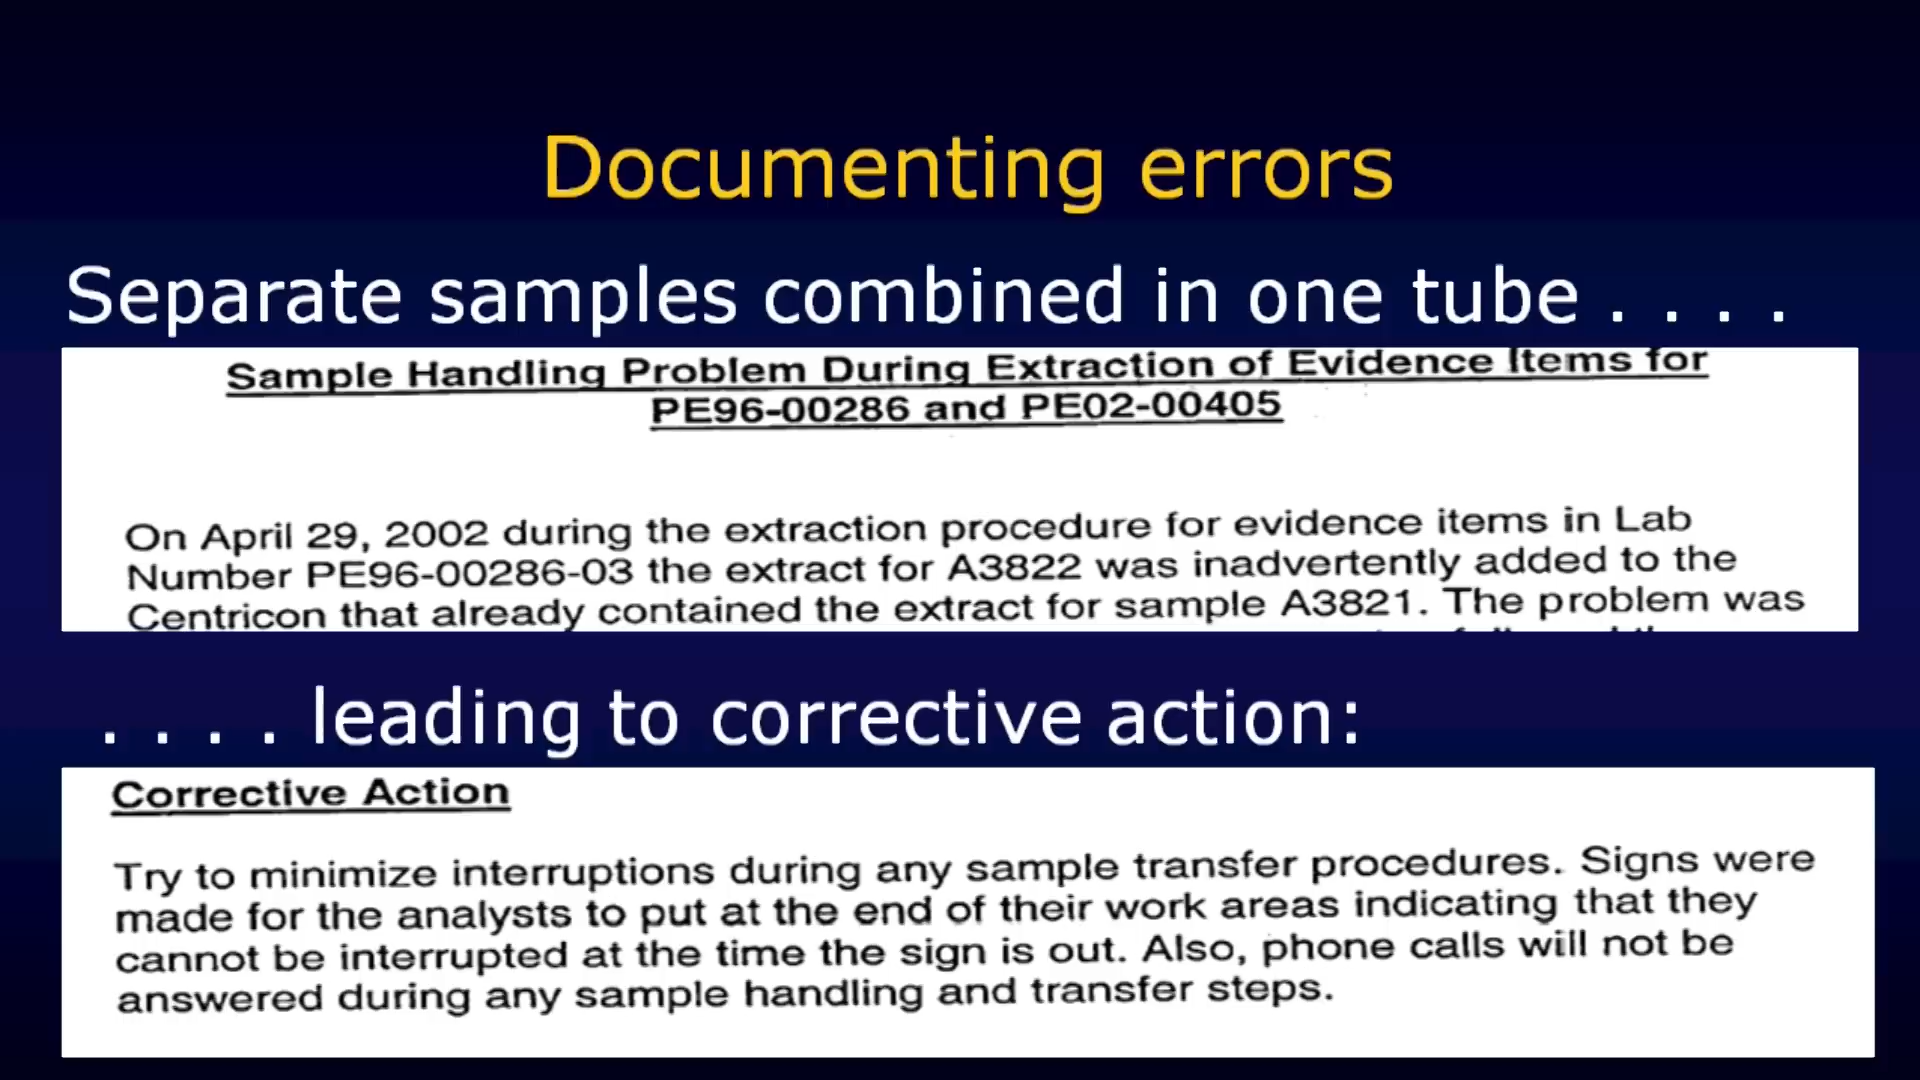 Documenting errors
Separate samples combined in one tube . . . .
Sample Handling Problem During Extraction of Evidence Items for
PE96-00286 and PE02-00405
On April 29, 2002 during the extraction procedure for evidence items in Lab
Number PE96-00286-03 the extract for A3822 was inadvertently added to the
Centricon that already contained the extract for sample A3821. The problem was
. . . . leading to corrective action:
Corrective Action
Try to minimize interruptions during any sample transfer procedures. Signs were
made for the analysts to put at the end of their work areas indicating that they
cannot be interrupted at the time the sign is out. Also, phone calls will not be
answered during any sample handling and transfer steps.